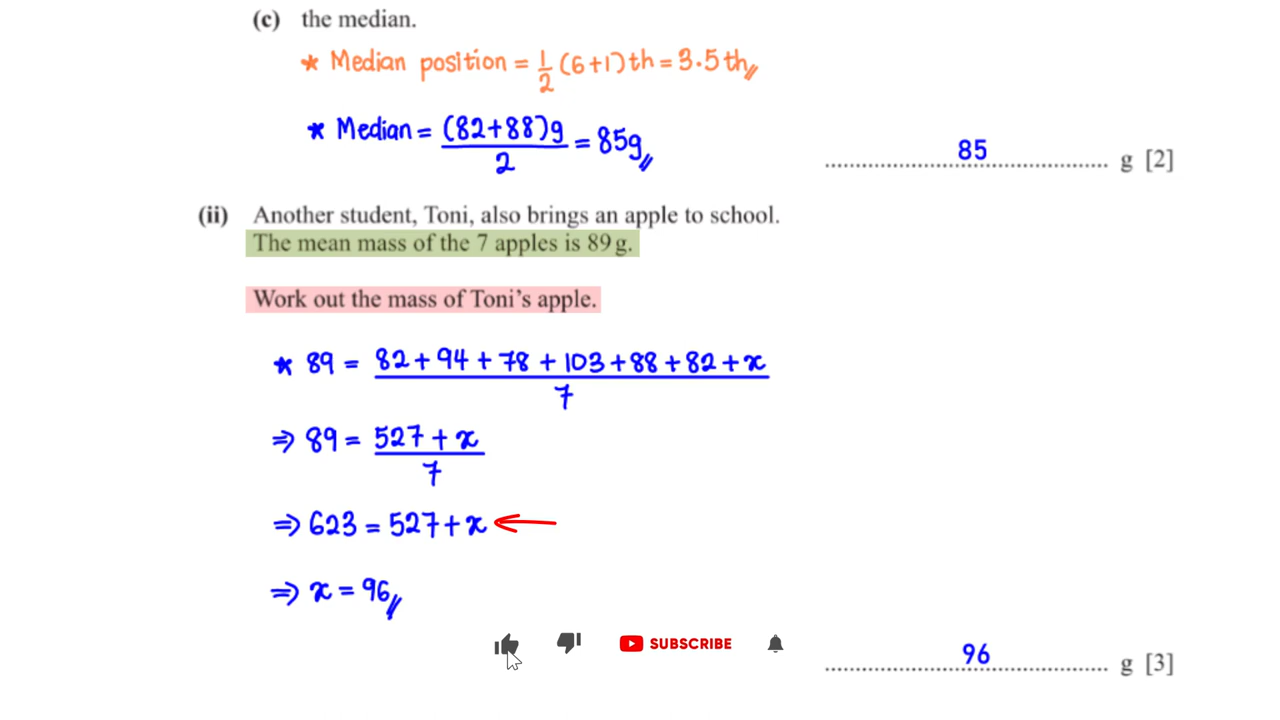 (c) the median.
* Median position = 1/2 (6+1)th = 3.5th
* Median = (82+88)g / 2 = 85g
85
g [2]
(ii) Another student, Toni, also brings an apple to school.
The mean mass of the 7 apples is 89 g.
Work out the mass of Toni's apple.
* 89 = 82 + 94 + 78 + 103 + 88 + 82 + x / 7
⇒ 89 = 527 + x / 7
⇒ 623 = 527 + x
⇒ x = 96
SUBSCRIBE
96
g [3]